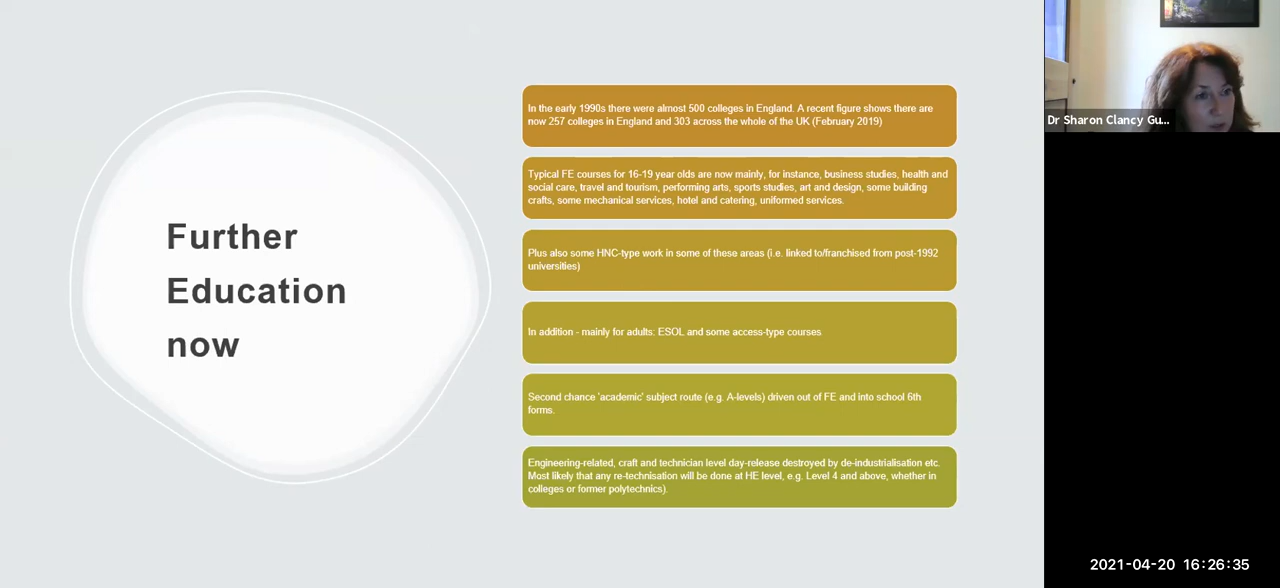 Further
Education
now
In the early 1990s there were almost 500 colleges in England. A recent figure shows there are
now 257 colleges in England and 303 across the whole of the UK (February 2019)
Typical FE courses for 16-19 year olds are now mainly, for instance, business studies, health and
social care, travel and tourism, performing arts, sports studies, art and design, some building
crafts, some mechanical services, hotel and catering, uniformed services.
Plus also some HNC-type work in some of these areas (i.e. linked to/franchised from post-1992
universities)
In addition - mainly for adults: ESOL and some access-type courses
Second chance 'academic' subject route (e.g. A-levels) driven out of FE and into school 6th
forms.
Engineering-related, craft and technician level day-release destroyed by de-industrialisation etc.
Most likely that any re-technisation will be done at HE level, e.g. Level 4 and above, whether in
colleges or former polytechnics).
Dr Sharon Clancy Gu...
2021-04-20 16:26:35